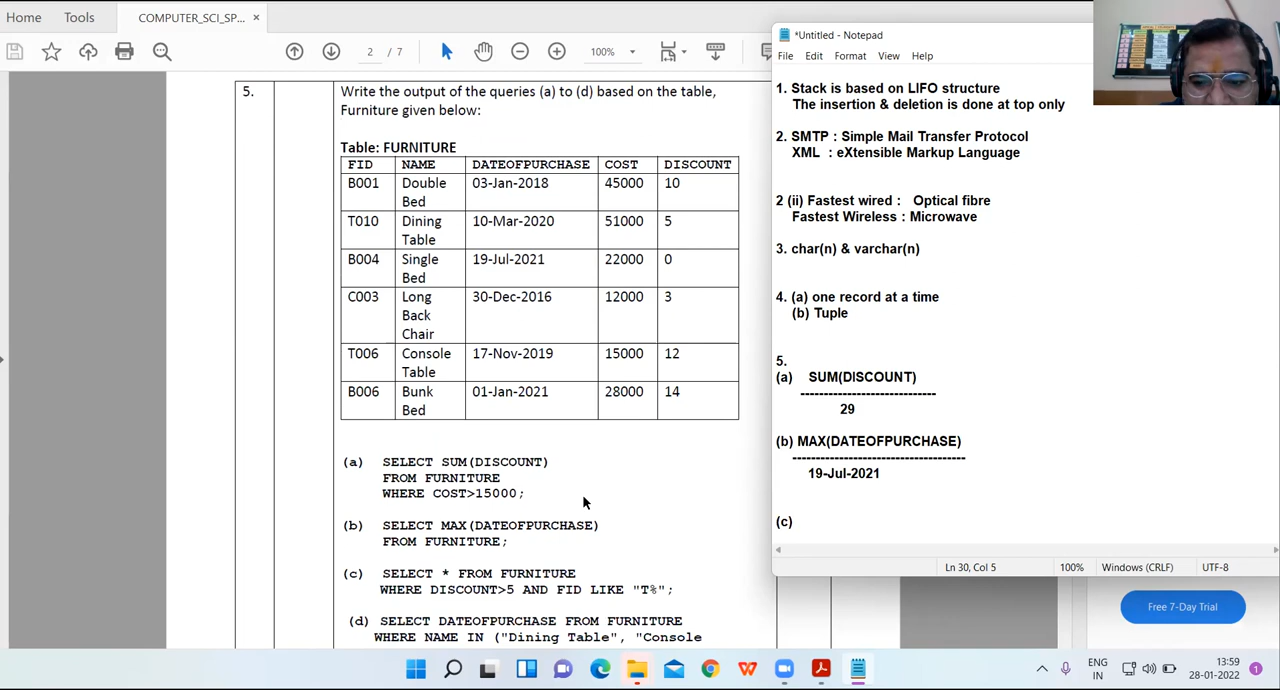 Home Tools COMPUTER_SCI_SP... ×
2 / 7 100%
5. Write the output of the queries (a) to (d) based on the table,
Furniture given below:
Table: FURNITURE
FID NAME DATEOFPURCHASE COST DISCOUNT
B001 Double Bed 03-Jan-2018 45000 10
T010 Dining Table 10-Mar-2020 51000 5
B004 Single Bed 19-Jul-2021 22000 0
C003 Long Back Chair 30-Dec-2016 12000 3
T006 Console Table 17-Nov-2019 15000 12
B006 Bunk Bed 01-Jan-2021 28000 14
(a) SELECT SUM(DISCOUNT)
FROM FURNITURE
WHERE COST>15000;
(b) SELECT MAX(DATEOFPURCHASE)
FROM FURNITURE;
(c) SELECT * FROM FURNITURE
WHERE DISCOUNT>5 AND FID LIKE "T%";
(d) SELECT DATEOFPURCHASE FROM FURNITURE
WHERE NAME IN ("Dining Table", "Console
*Untitled - Notepad
File Edit Format View Help
1. Stack is based on LIFO structure
The insertion & deletion is done at top only
2. SMTP : Simple Mail Transfer Protocol
XML : eXtensible Markup Language
2 (ii) Fastest wired : Optical fibre
Fastest Wireless : Microwave
3. char(n) & varchar(n)
4. (a) one record at a time
(b) Tuple
5.
(a) SUM(DISCOUNT)
-----------------------------
29
(b) MAX(DATEOFPURCHASE)
-------------------------------------
19-Jul-2021
(c)
Ln 30, Col 5 100% Windows (CRLF) UTF-8
Free 7-Day Trial
ENG IN 13:59 28-01-2022 1